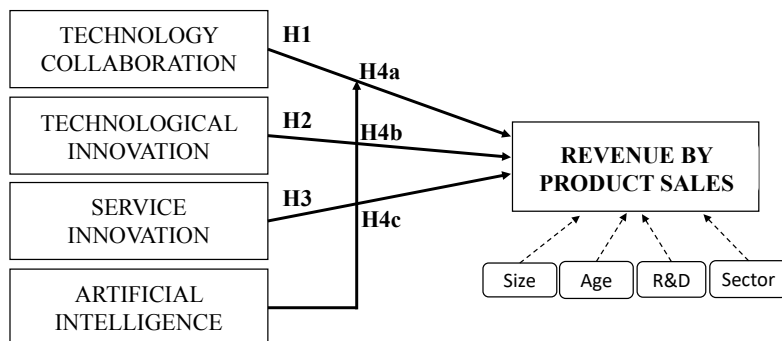 TECHNOLOGY
COLLABORATION
H1
H4a
TECHNOLOGICAL
INNOVATION
H2
H4b
REVENUE BY
PRODUCT SALES
SERVICE
INNOVATION
H3
H4c
ARTIFICIAL
INTELLIGENCE
Size
Age
R&D
Sector